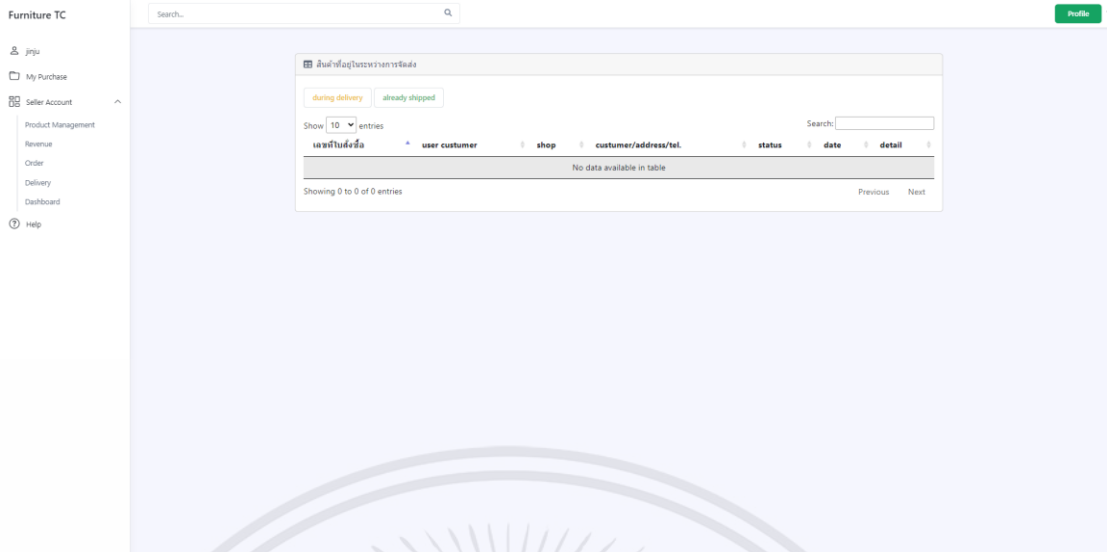 Furniture TC
Search...
Profile
jinju
My Purchase
Seller Account
Product Management
Revenue
Order
Delivery
Dashboard
Help
สินค้าที่อยู่ในระหว่างการจัดส่ง
during delivery already shipped
Show 10 entries Search:
เลขที่ใบสั่งซื้อ user custumer shop custumer/address/tel. status date detail
No data available in table
Showing 0 to 0 of 0 entries Previous Next